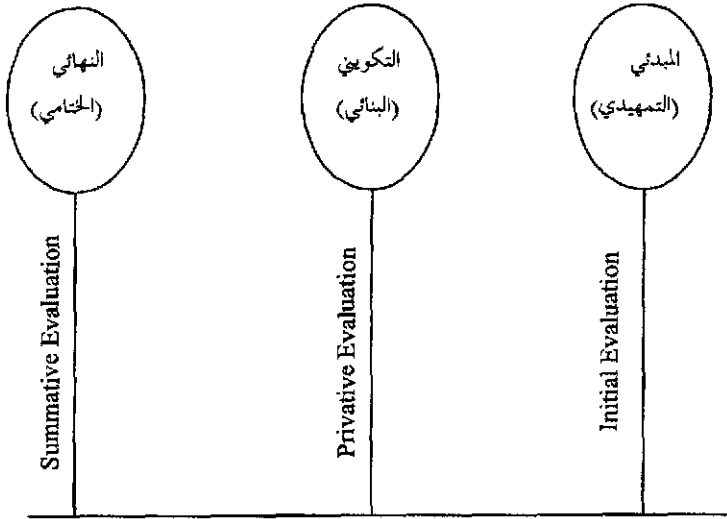 المبدئي
(التمهيدي)
Initial Evaluation
التكويني
(البنائي)
Privative Evaluation
النهائي
(الختامي)
Summative Evaluation